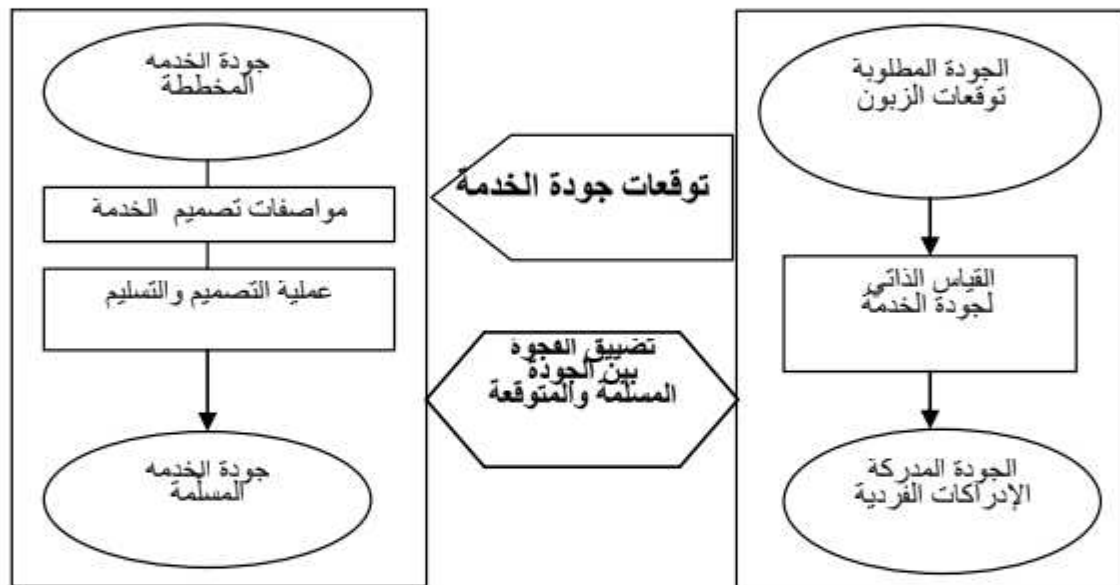 الجودة المطلوبة
توقعات الزبون
القياس الذاتي
لجودة الخدمة
الجودة المدركة
الإدراكات الفردية
توقعات جودة الخدمة
تضييق الفجوة
بين الجودة
المسلمة والمتوقعة
جودة الخدمه
المخططة
مواصفات تصميم الخدمة
عملية التصميم والتسليم
جودة الخدمه
المسلمة